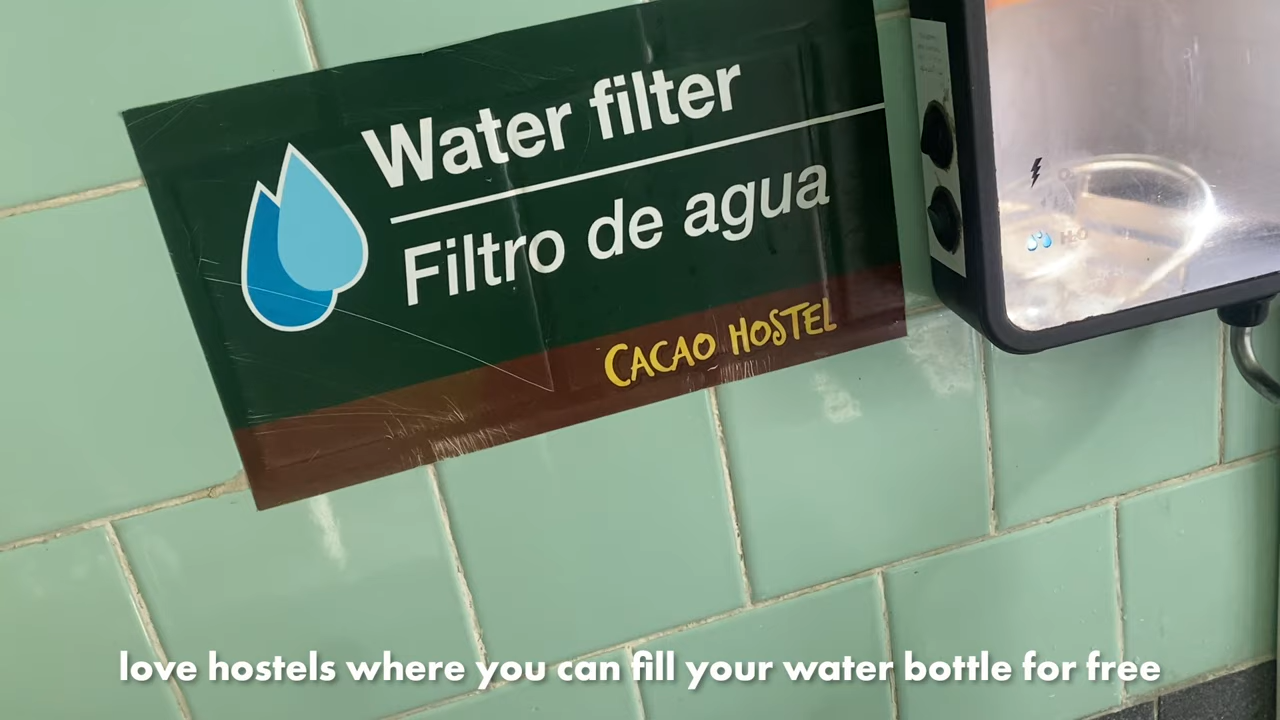 Water filter
Filtro de agua
CACAO HOSTEL
H₂O
love hostels where you can fill your water bottle for free